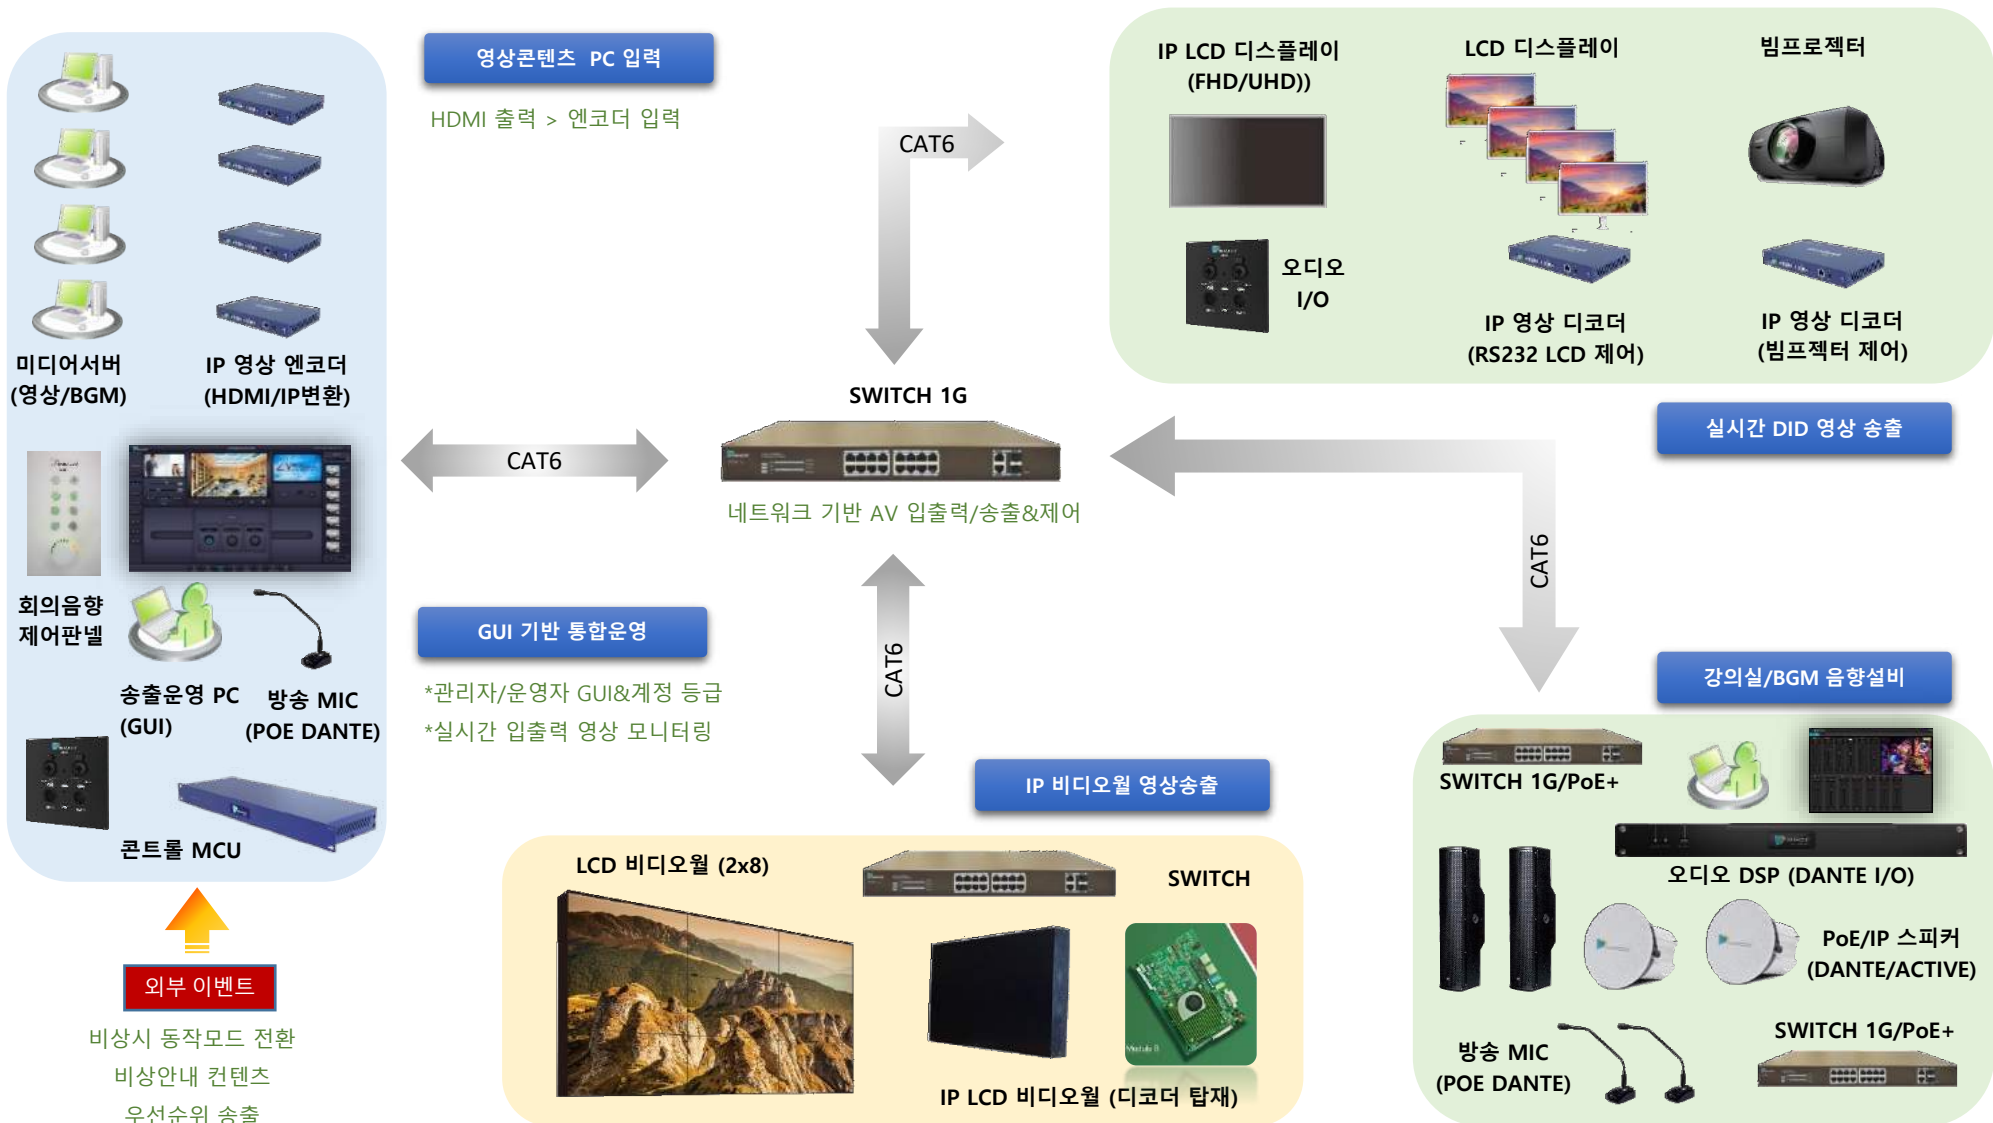 영상콘텐츠 PC 입력
HDMI 출력 > 엔코더 입력
미디어서버
(영상/BGM)
IP 영상 엔코더
(HDMI/IP변환)
회의음향
제어판넬
송출운영 PC
(GUI)
방송 MIC
(POE DANTE)
콘트롤 MCU
외부 이벤트
비상시 동작모드 전환
비상안내 컨텐츠
우선순위 송출
CAT6
CAT6
SWITCH 1G
네트워크 기반 AV 입출력/송출&제어
GUI 기반 통합운영
*관리자/운영자 GUI&계정 등급
*실시간 입출력 영상 모니터링
CAT6
IP 비디오월 영상송출
LCD 비디오월 (2x8)
SWITCH
Module B
IP LCD 비디오월 (디코더 탑재)
IP LCD 디스플레이
(FHD/UHD))
LCD 디스플레이
빔프로젝터
오디오
I/O
IP 영상 디코더
(RS232 LCD 제어)
IP 영상 디코더
(빔프젝터 제어)
실시간 DID 영상 송출
CAT6
강의실/BGM 음향설비
SWITCH 1G/PoE+
오디오 DSP (DANTE I/O)
PoE/IP 스피커
(DANTE/ACTIVE)
방송 MIC
(POE DANTE)
SWITCH 1G/PoE+